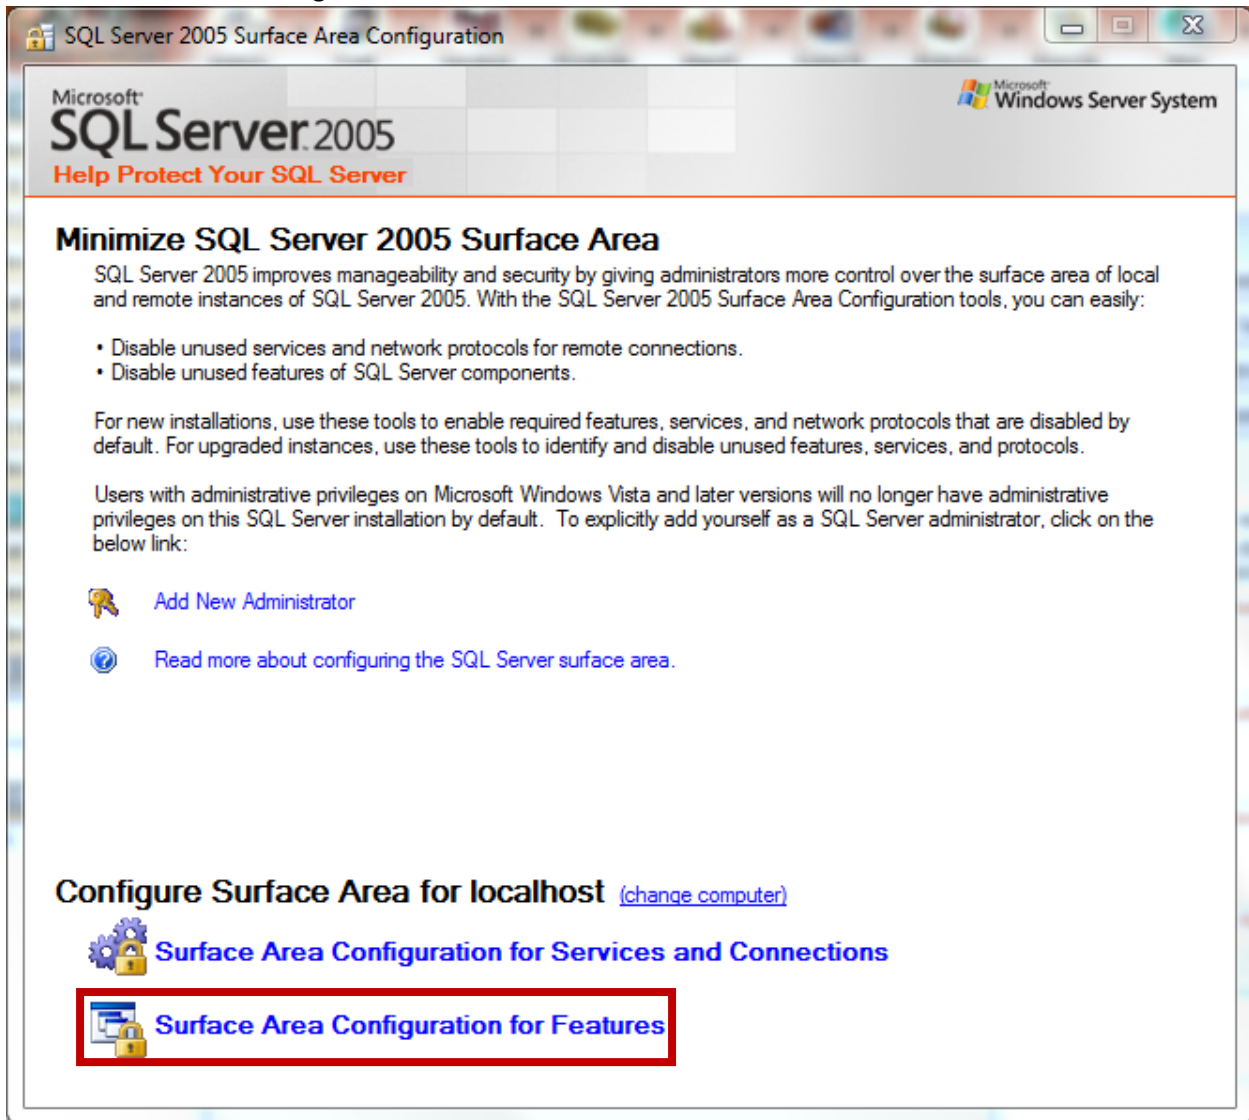 SQL Server 2005 Surface Area Configuration
Microsoft
SQL Server 2005
Help Protect Your SQL Server
Microsoft
Windows Server System
Minimize SQL Server 2005 Surface Area
SQL Server 2005 improves manageability and security by giving administrators more control over the surface area of local
and remote instances of SQL Server 2005. With the SQL Server 2005 Surface Area Configuration tools, you can easily:
• Disable unused services and network protocols for remote connections.
• Disable unused features of SQL Server components.
For new installations, use these tools to enable required features, services, and network protocols that are disabled by
default. For upgraded instances, use these tools to identify and disable unused features, services, and protocols.
Users with administrative privileges on Microsoft Windows Vista and later versions will no longer have administrative
privileges on this SQL Server installation by default. To explicitly add yourself as a SQL Server administrator, click on the
below link:
Add New Administrator
Read more about configuring the SQL Server surface area.
Configure Surface Area for localhost (change computer)
Surface Area Configuration for Services and Connections
Surface Area Configuration for Features